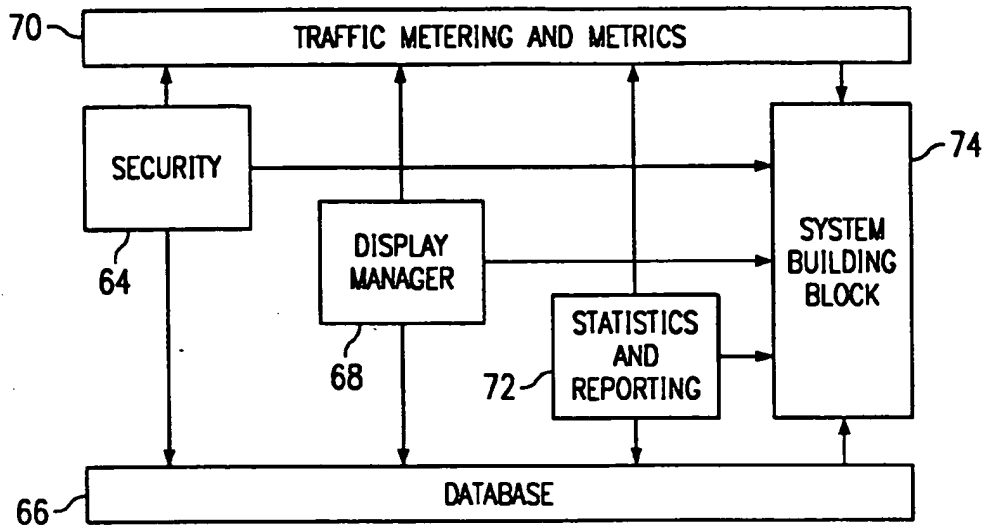 70
TRAFFIC METERING AND METRICS
SECURITY
64
74
DISPLAY
MANAGER
68
SYSTEM
BUILDING
BLOCK
STATISTICS
AND
REPORTING
72
DATABASE
66